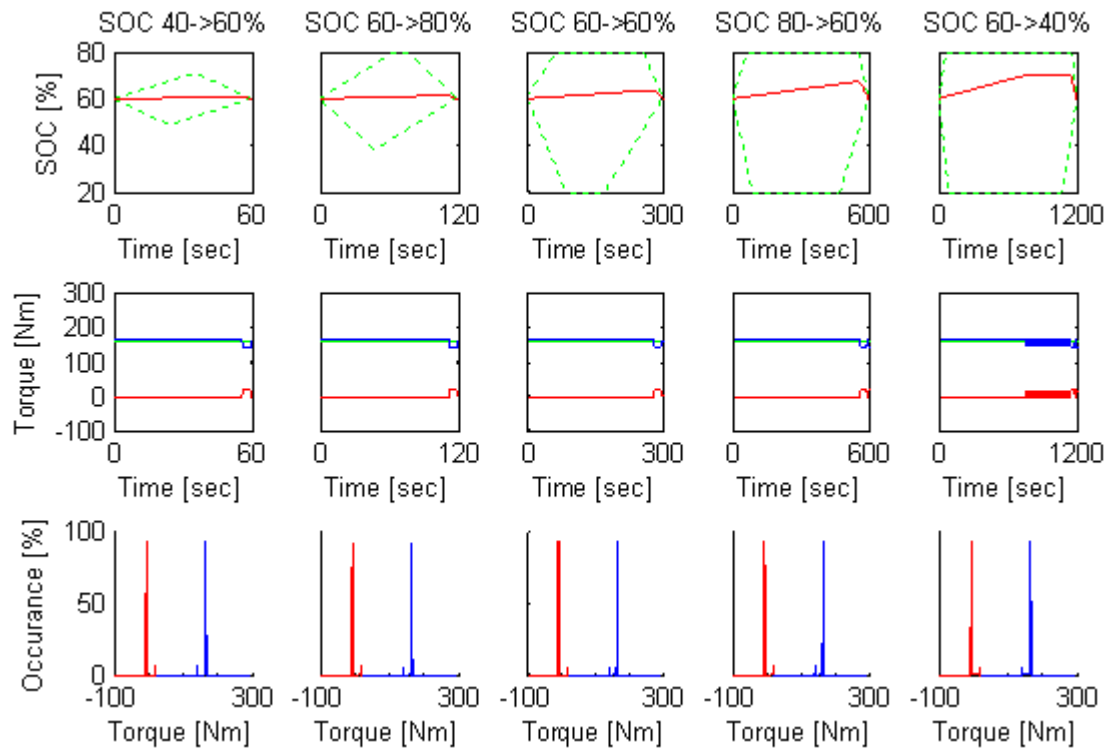 SOC 40->60% SOC 60->80% SOC 60->60% SOC 80->60% SOC 60->40%
SOC [%]
80
60
40
20
0 60 0 120 0 300 0 600 0 1200
Time [sec] Time [sec] Time [sec] Time [sec] Time [sec]
Torque [Nm]
300
200
100
0
-100
0 60 0 120 0 300 0 600 0 1200
Time [sec] Time [sec] Time [sec] Time [sec] Time [sec]
Occurance [%]
100
50
0
-100 300 -100 300 -100 300 -100 300 -100 300
Torque [Nm] Torque [Nm] Torque [Nm] Torque [Nm] Torque [Nm]